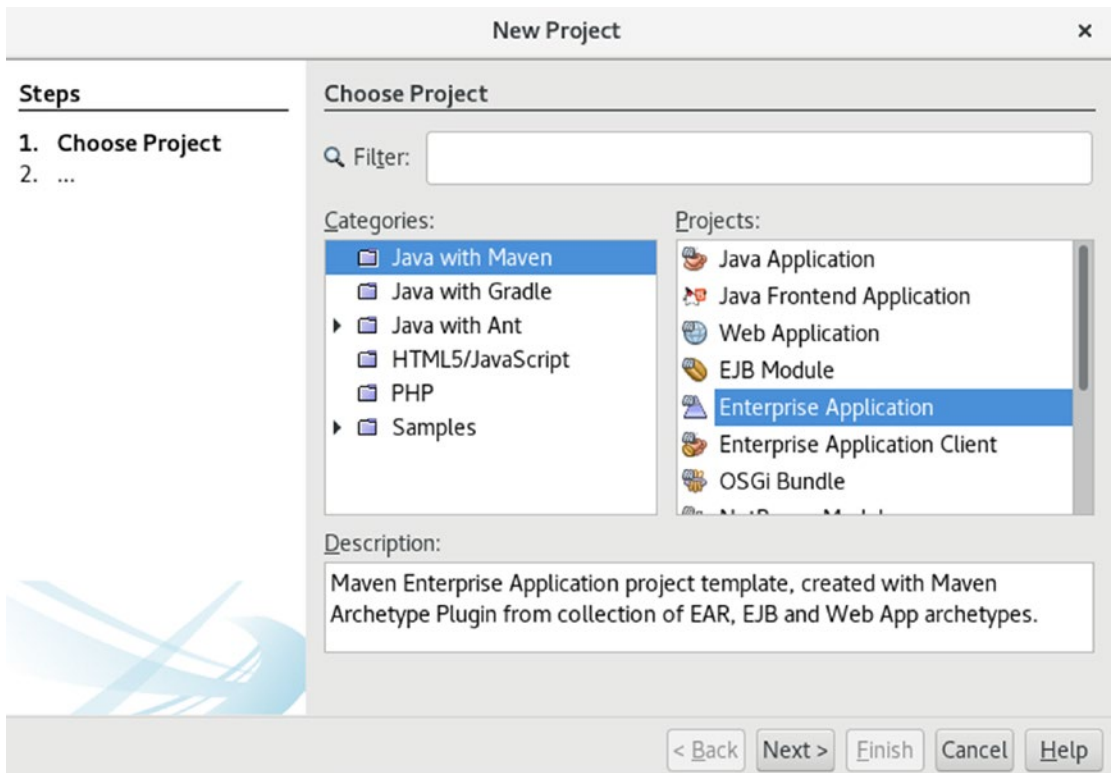 New Project
Steps
1. Choose Project
2. ...
Choose Project
Filter:
Categories:
Java with Maven
Java with Gradle
Java with Ant
HTML5/JavaScript
PHP
Samples
Projects:
Java Application
Java Frontend Application
Web Application
EJB Module
Enterprise Application
Enterprise Application Client
OSGi Bundle
Description:
Maven Enterprise Application project template, created with Maven
Archetype Plugin from collection of EAR, EJB and Web App archetypes.
< Back
Next >
Finish
Cancel
Help